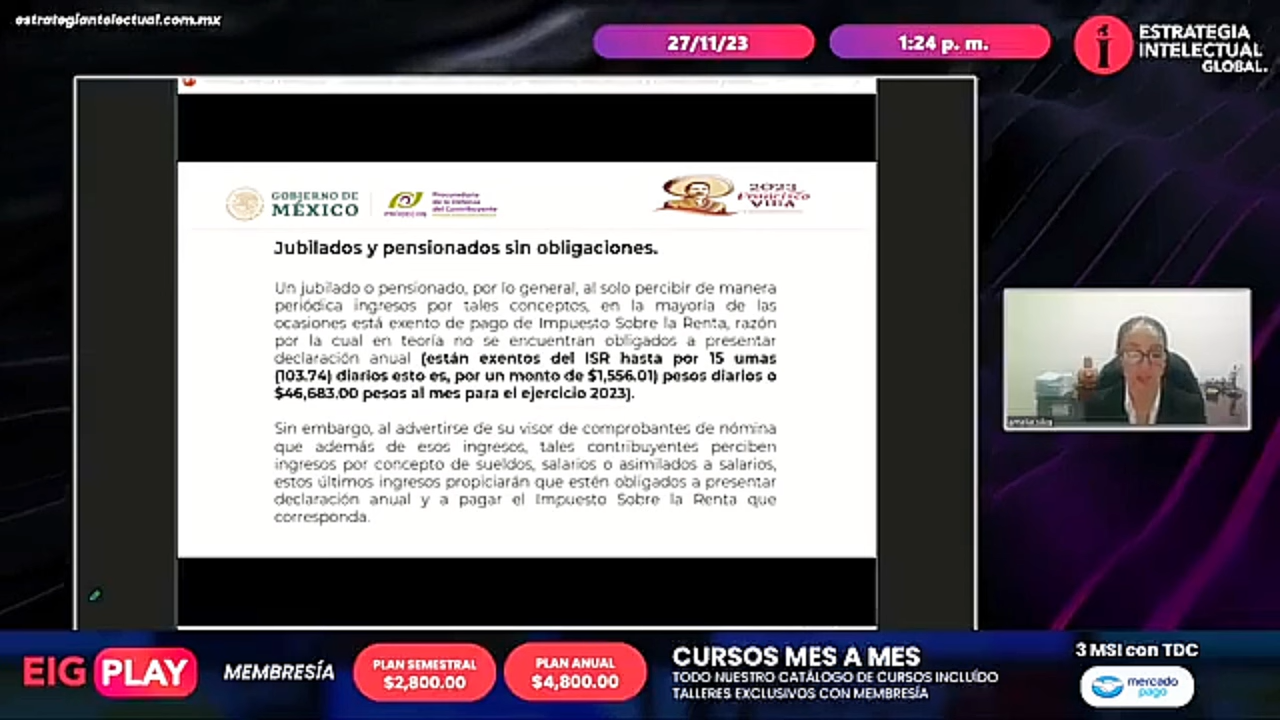 estrategiantelectual.com.mx
27/11/23
1:24 p. m.
ESTRATEGIA
INTELECTUAL
GLOBAL.
GOBIERNO DE
MÉXICO
PRODECON
Procuraduría
de la Defensa
del Contribuyente
2023
Francisco
VILLA
Jubilados y pensionados sin obligaciones.
Un jubilado o pensionado, por lo general, al solo percibir de manera
periódica ingresos por tales conceptos, en la mayoría de las
ocasiones está exento de pago de Impuesto Sobre la Renta, razón
por la cual en teoría no se encuentran obligados a presentar
declaración anual (están exentos del ISR hasta por 15 umas
(103.74) diarios esto es, por un monto de $1,556.01) pesos diarios o
$46,683.00 pesos al mes para el ejercicio 2023).
Sin embargo, al advertirse de su visor de comprobantes de nómina
que además de esos ingresos, tales contribuyentes perciben
ingresos por concepto de sueldos, salarios o asimilados a salarios,
estos últimos ingresos propiciarán que estén obligados a presentar
declaración anual y a pagar el Impuesto Sobre la Renta que
corresponda.
EIG PLAY
MEMBRESÍA
PLAN SEMESTRAL
$2,800.00
PLAN ANUAL
$4,800.00
CURSOS MES A MES
TODO NUESTRO CATÁLOGO DE CURSOS INCLUÍDO
TALLERES EXCLUSIVOS CON MEMBRESÍA
3 MSI con TDC
mercado
pago